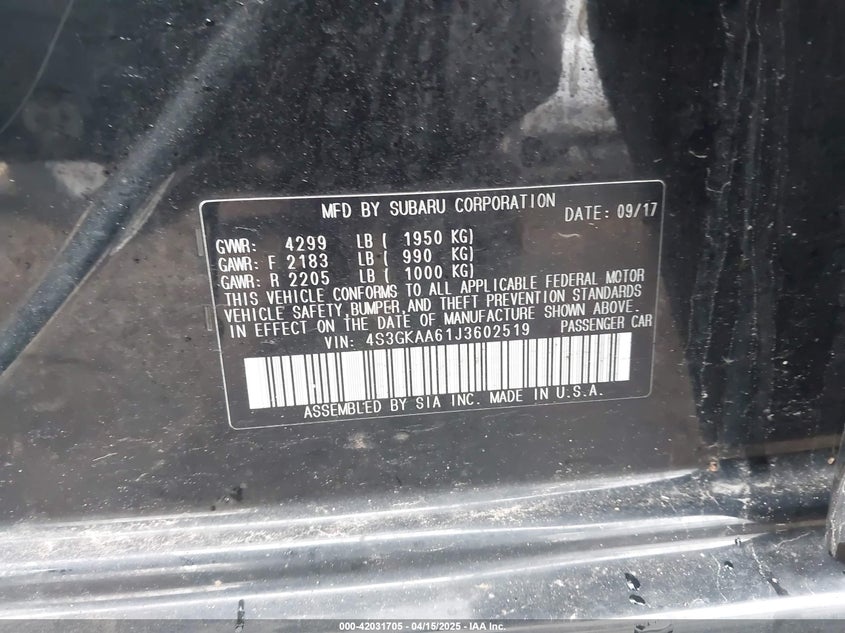 MFD BY SUBARU CORPORATION DATE: 09/17
GVWR: 4299 LB ( 1950 KG)
GAWR: F 2183 LB ( 990 KG)
GAWR: R 2205 LB ( 1000 KG)
THIS VEHICLE CONFORMS TO ALL APPLICABLE FEDERAL MOTOR
VEHICLE SAFETY, BUMPER, AND THEFT PREVENTION STANDARDS
IN EFFECT ON THE DATE OF MANUFACTURE SHOWN ABOVE.
VIN: 4S3GKAA61J3602519 PASSENGER CAR
ASSEMBLED BY SIA INC. MADE IN U.S.A.
000-42031705 - 04/15/2025 - IAA Inc.